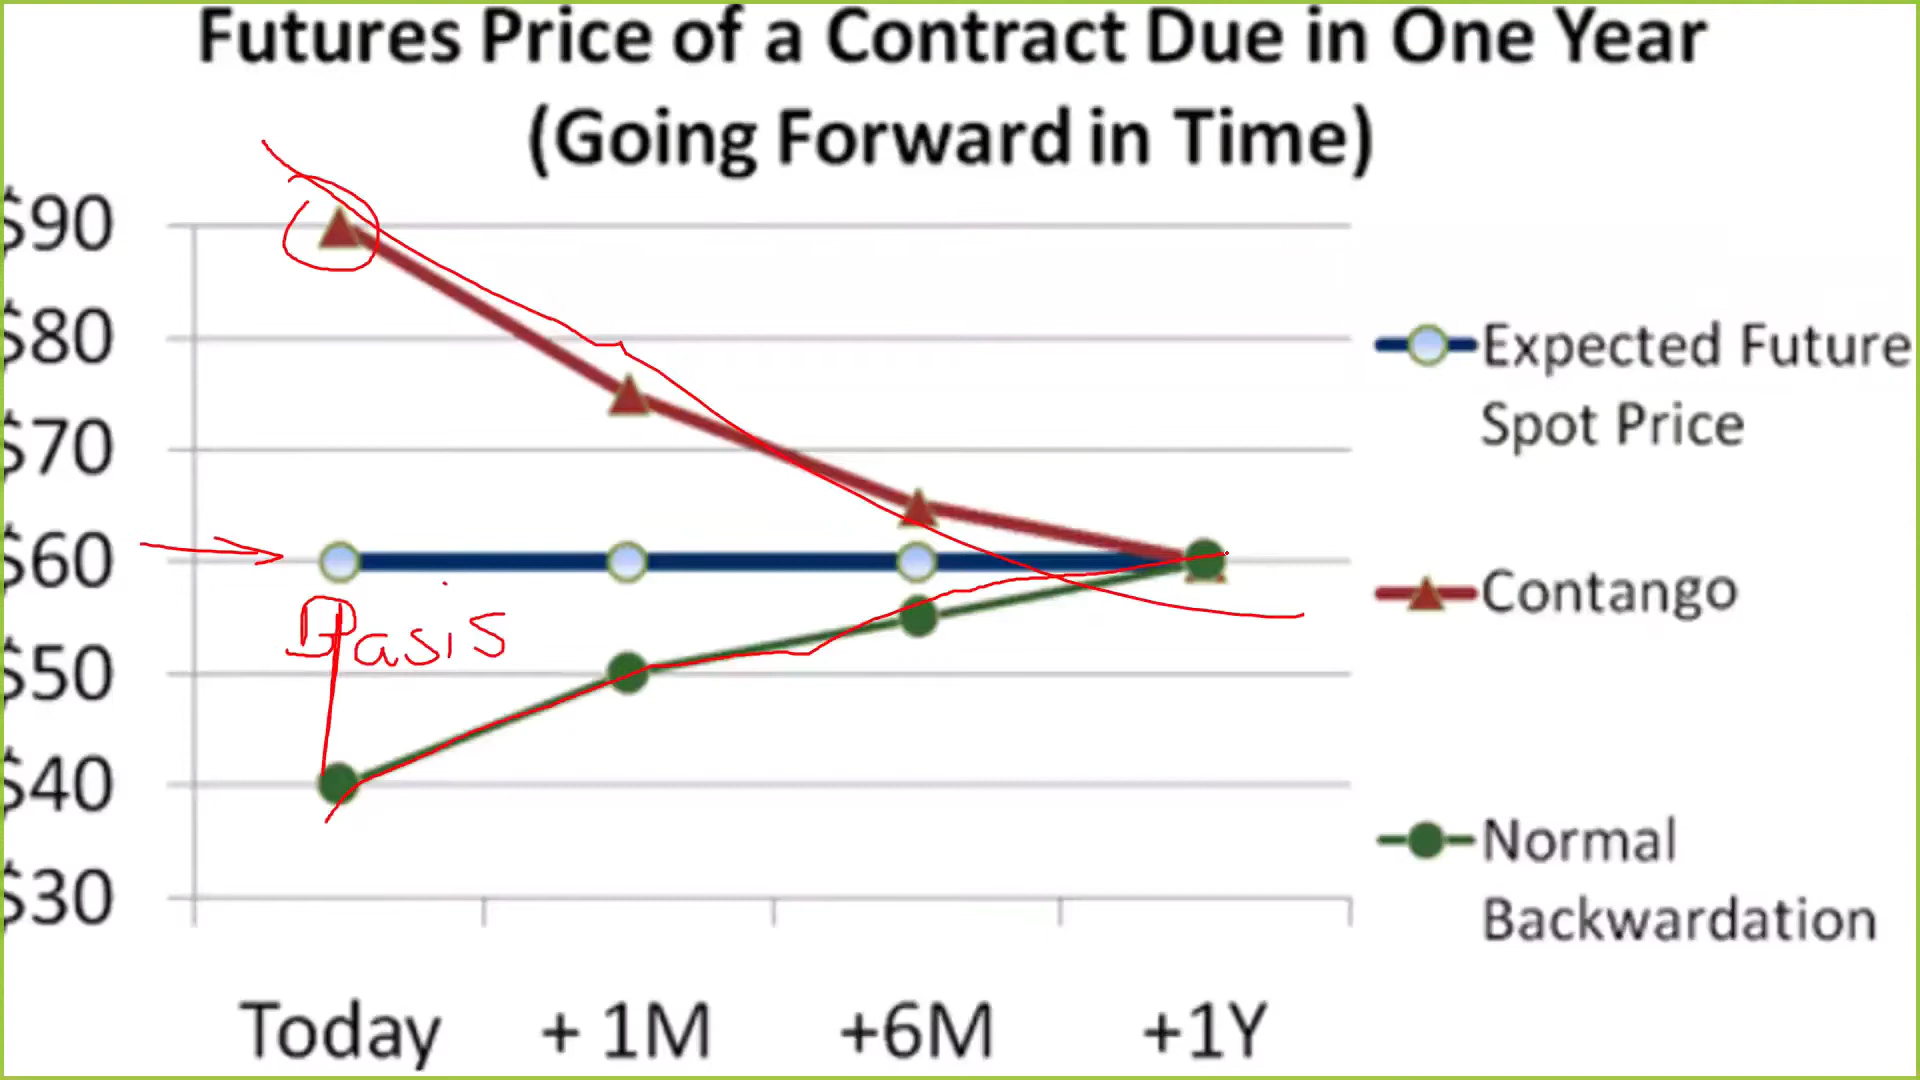 Futures Price of a Contract Due in One Year
(Going Forward in Time)
$90
$80
$70
$60
$50
$40
$30
Basis
Today +1M +6M +1Y
Expected Future
Spot Price
Contango
Normal
Backwardation